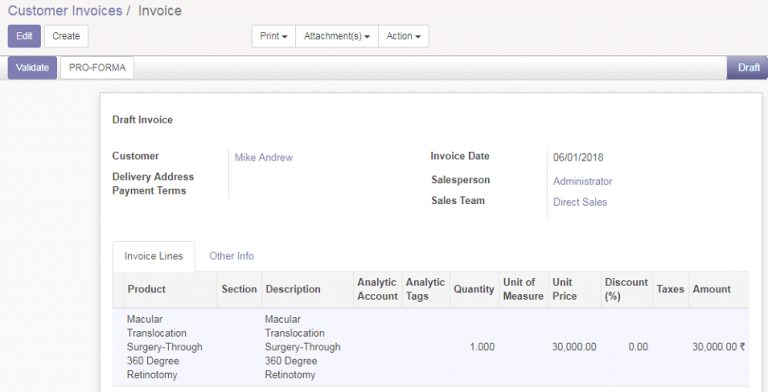 Customer Invoices / Invoice
Edit Create Print Attachment(s) Action
Validate PRO-FORMA Draft
Draft Invoice
Customer Mike Andrew Invoice Date 06/01/2018
Delivery Address Salesperson Administrator
Payment Terms Sales Team Direct Sales
Invoice Lines Other Info
Product Section Description Analytic Account Analytic Tags Quantity Unit of Measure Unit Price Discount (%) Taxes Amount
Macular Macular
Translocation Translocation
Surgery-Through Surgery-Through 1.000 30,000.00 0.00 30,000.00 ₹
360 Degree 360 Degree
Retinotomy Retinotomy